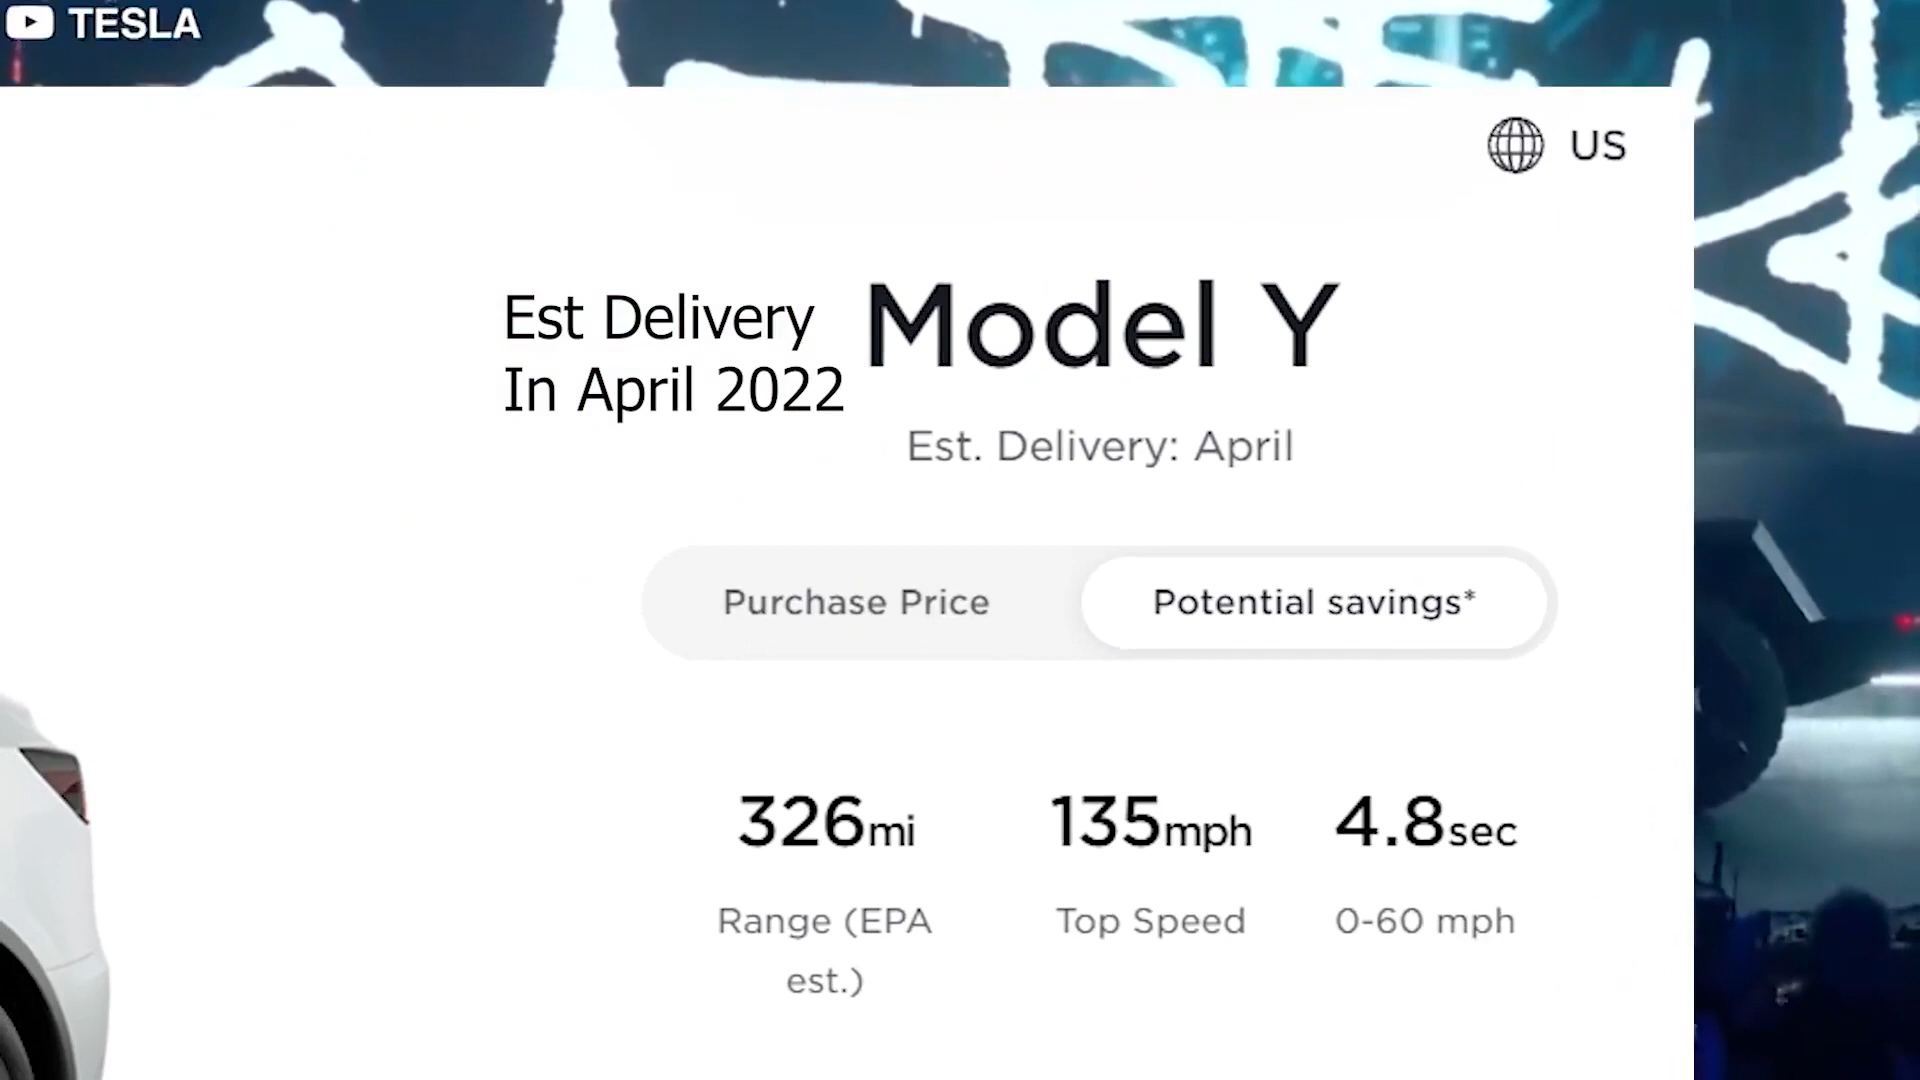 TESLA
US
Est Delivery
In April 2022
Model Y
Est. Delivery: April
Purchase Price
Potential savings*
326mi
135mph
4.8sec
Range (EPA
est.)
Top Speed
0-60 mph